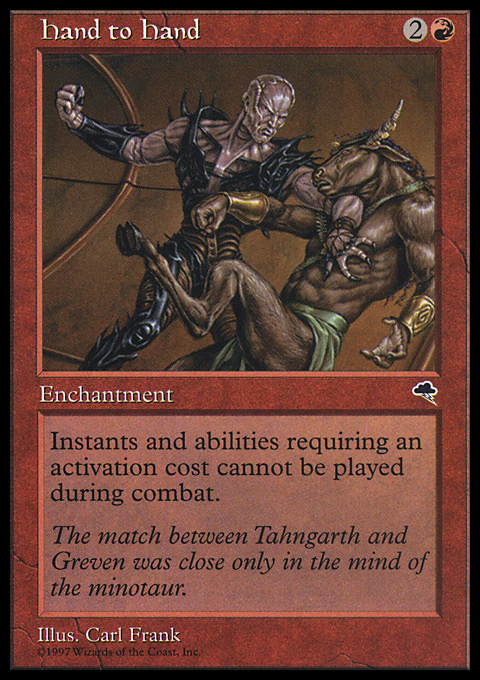 Hand to Hand
2
Enchantment
Instants and abilities requiring an
activation cost cannot be played
during combat.
The match between Tahngarth and
Greven was close only in the mind of
the minotaur.
Illus. Carl Frank
©1997 Wizards of the Coast, Inc.